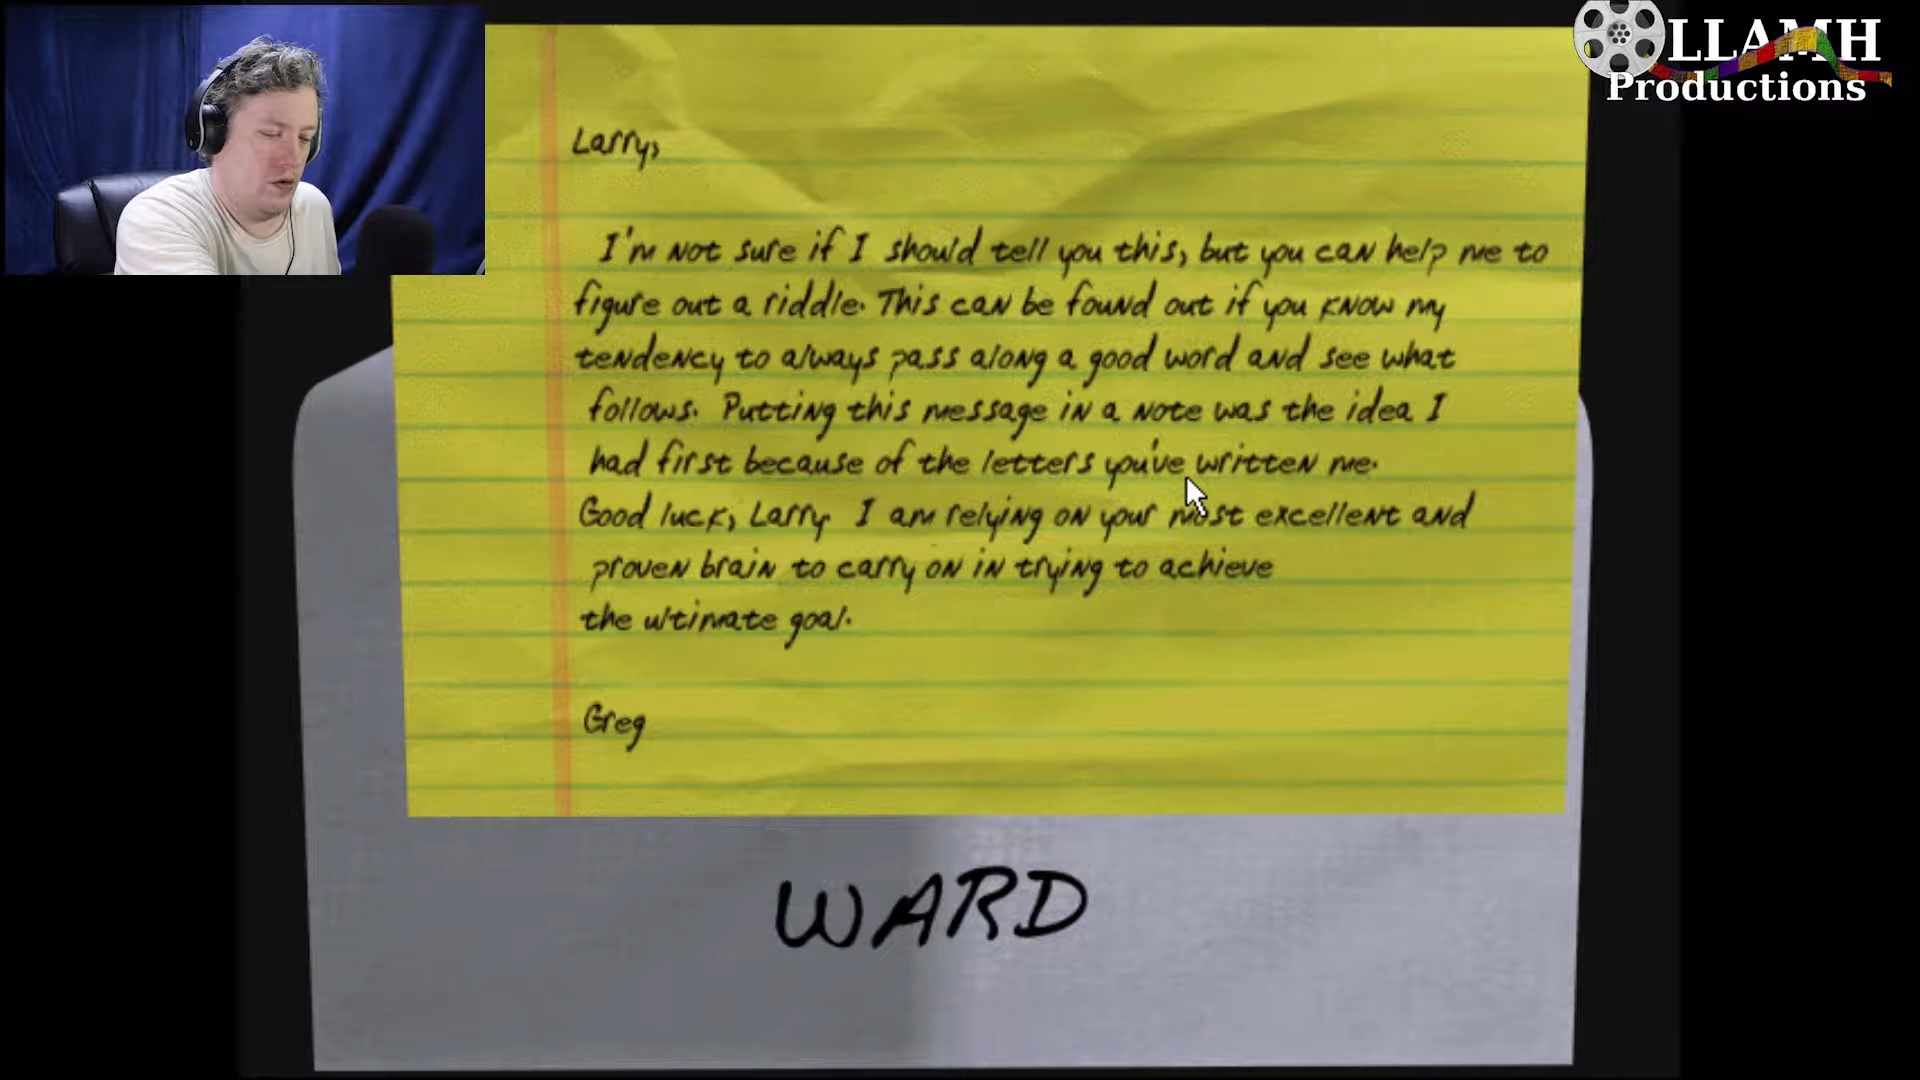 OLLAMH
Productions
Larry,
I'm not sure if I should tell you this, but you can help me to
figure out a riddle. This can be found out if you know my
tendency to always pass along a good word and see what
follows. Putting this message in a note was the idea I
had first because of the letters you've written me.
Good luck, Larry. I am relying on your most excellent and
proven brain to carry on in trying to achieve
the ultimate goal.
Greg
WARD